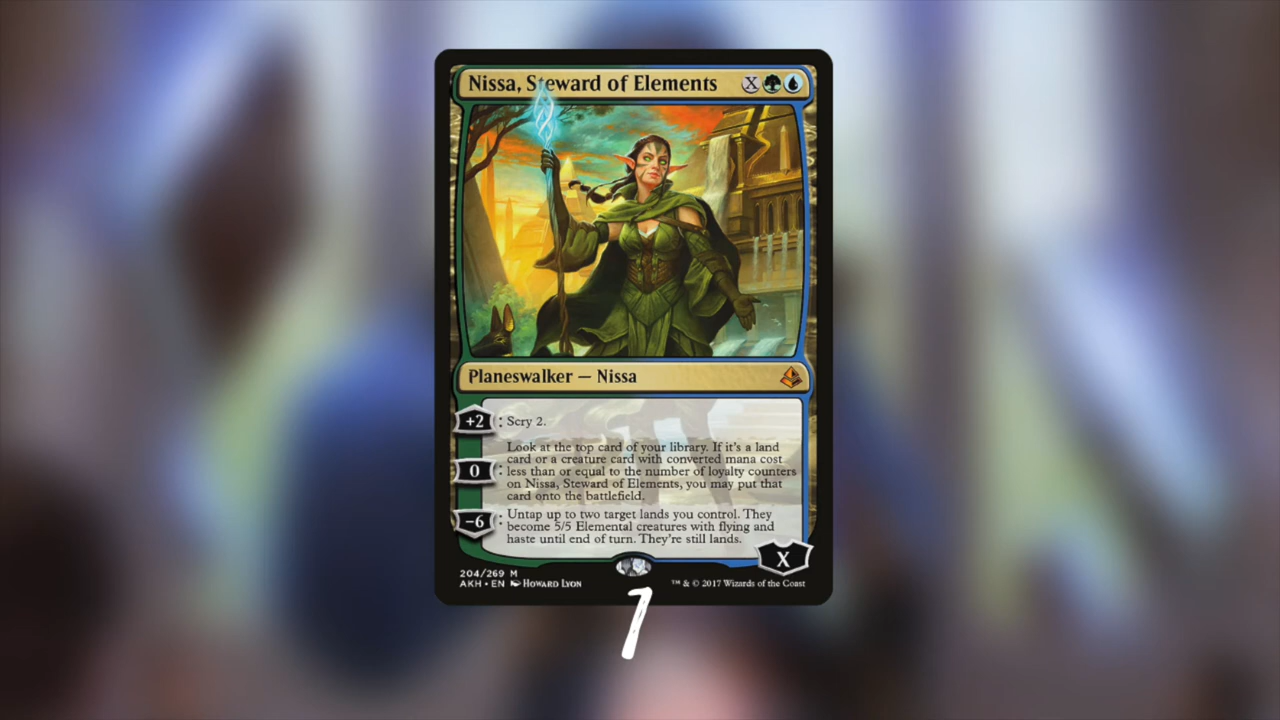 Nissa, Steward of Elements X
Planeswalker — Nissa
+2 : Scry 2.
Look at the top card of your library. If it's a land
card or a creature card with converted mana cost
0 : less than or equal to the number of loyalty counters
on Nissa, Steward of Elements, you may put that
card onto the battlefield.
Untap up to two target lands you control. They
−6 : become 5/5 Elemental creatures with flying and
haste until end of turn. They're still lands.
X
204/269 M
AKH • EN Howard Lyon ™ & © 2017 Wizards of the Coast
1